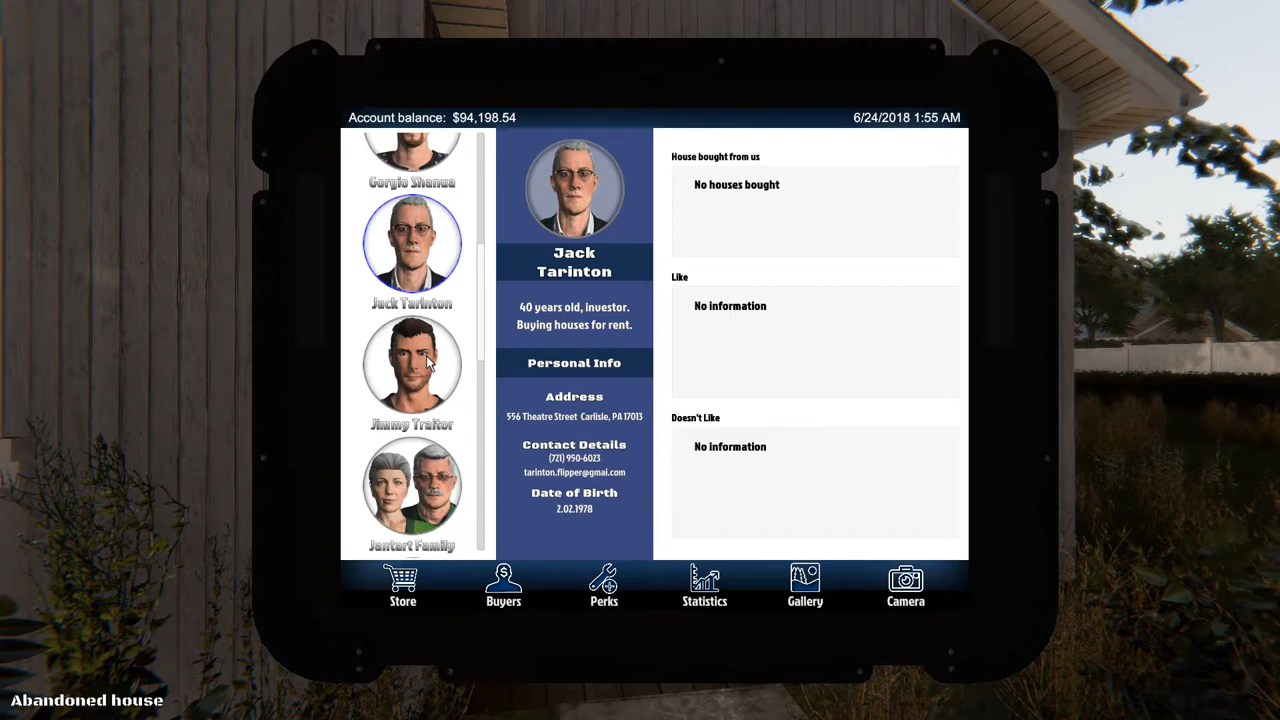 Account balance: $94,198.54
6/24/2018 1:55 AM
Gorgio Shanua
Jack Tarinton
Jimmy Traitor
Jantart Family
Jack
Tarinton
40 years old, investor.
Buying houses for rent.
Personal Info
Address
556 Theatre Street Carlisle, PA 17013
Contact Details
(721) 950-6023
tarinton.flipper@gmai.com
Date of Birth
2.02.1978
House bought from us
No houses bought
Like
No information
Doesn't Like
No information
Store
Buyers
Perks
Statistics
Gallery
Camera
Abandoned house